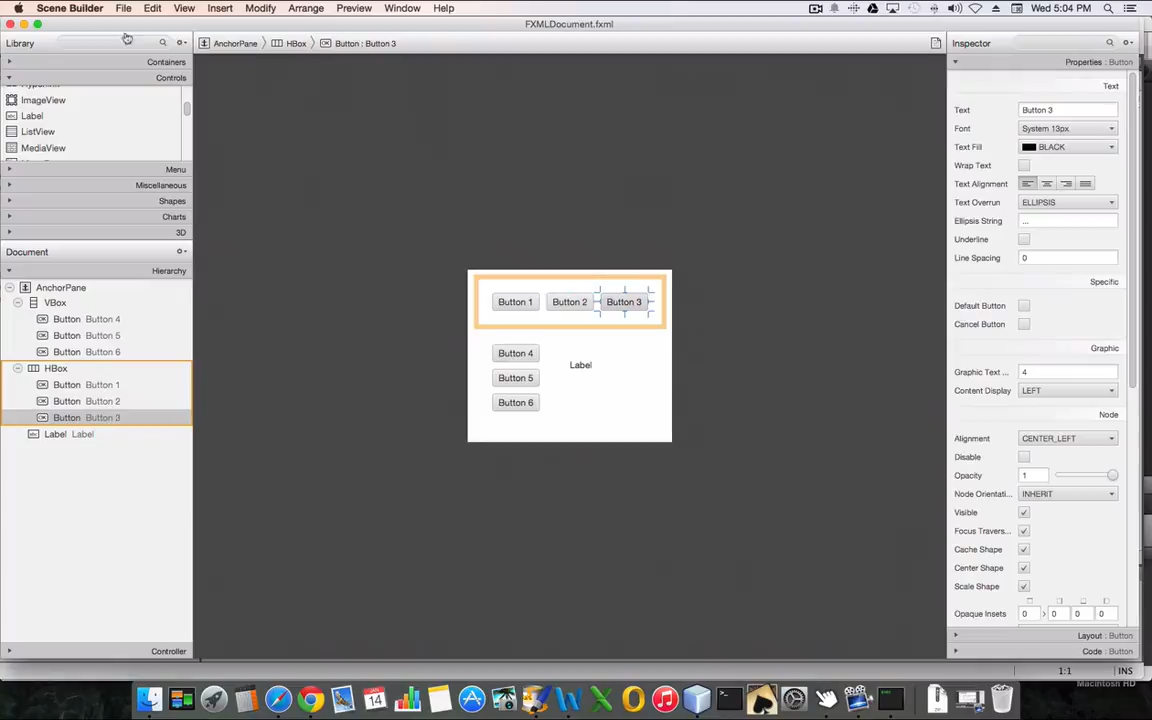 Scene Builder File Edit View Insert Modify Arrange Preview Window Help Wed 5:04 PM
FXMLDocument.fxml
Library
AnchorPane HBox Button : Button 3
Inspector
Containers
Properties : Button
Controls
Text
ImageView
Text Button 3
Label
Font System 13px
ListView
Text Fill BLACK
MediaView
Wrap Text
Menu
Text Alignment
Miscellaneous
Shapes
Text Overrun ELLIPSIS
Charts
Ellipsis String ...
3D
Underline
Document
Line Spacing 0
Hierarchy
Specific
AnchorPane
VBox
Button 1 Button 2 Button 3
Default Button
Button Button 4
Cancel Button
Button Button 5
Graphic
Button Button 6
Button 4
HBox
Label
Graphic Text ... 4
Button Button 1
Button 5
Content Display LEFT
Button Button 2
Button 6
Button Button 3
Node
Label Label
Alignment CENTER_LEFT
Disable
Opacity 1
Node Orientati... INHERIT
Visible
Focus Travers...
Cache Shape
Center Shape
Scale Shape
Opaque Insets 0 0 0 0
Layout : Button
Controller
Code : Button
1:1 INS
Macintosh HD
JAN
14